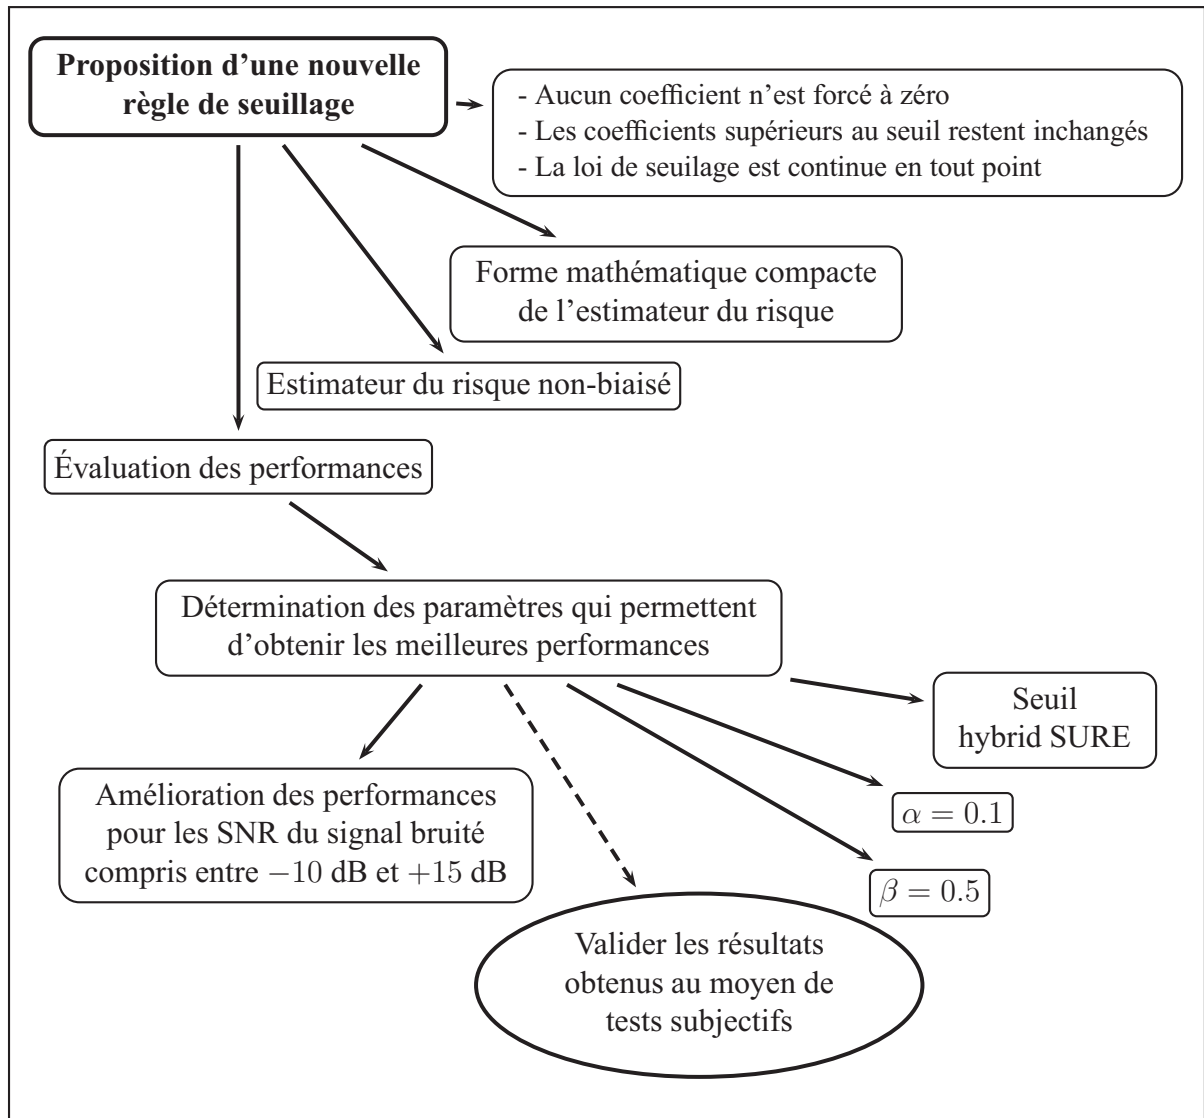 Proposition d’une nouvelle
règle de seuillage
- Aucun coefficient n’est forcé à zéro
- Les coefficients supérieurs au seuil restent inchangés
- La loi de seuilage est continue en tout point
Forme mathématique compacte
de l’estimateur du risque
Estimateur du risque non-biaisé
Évaluation des performances
Détermination des paramètres qui permettent
d’obtenir les meilleures performances
Seuil
hybrid SURE
Amélioration des performances
pour les SNR du signal bruité
compris entre −10 dB et +15 dB
α = 0.1
β = 0.5
Valider les résultats
obtenus au moyen de
tests subjectifs